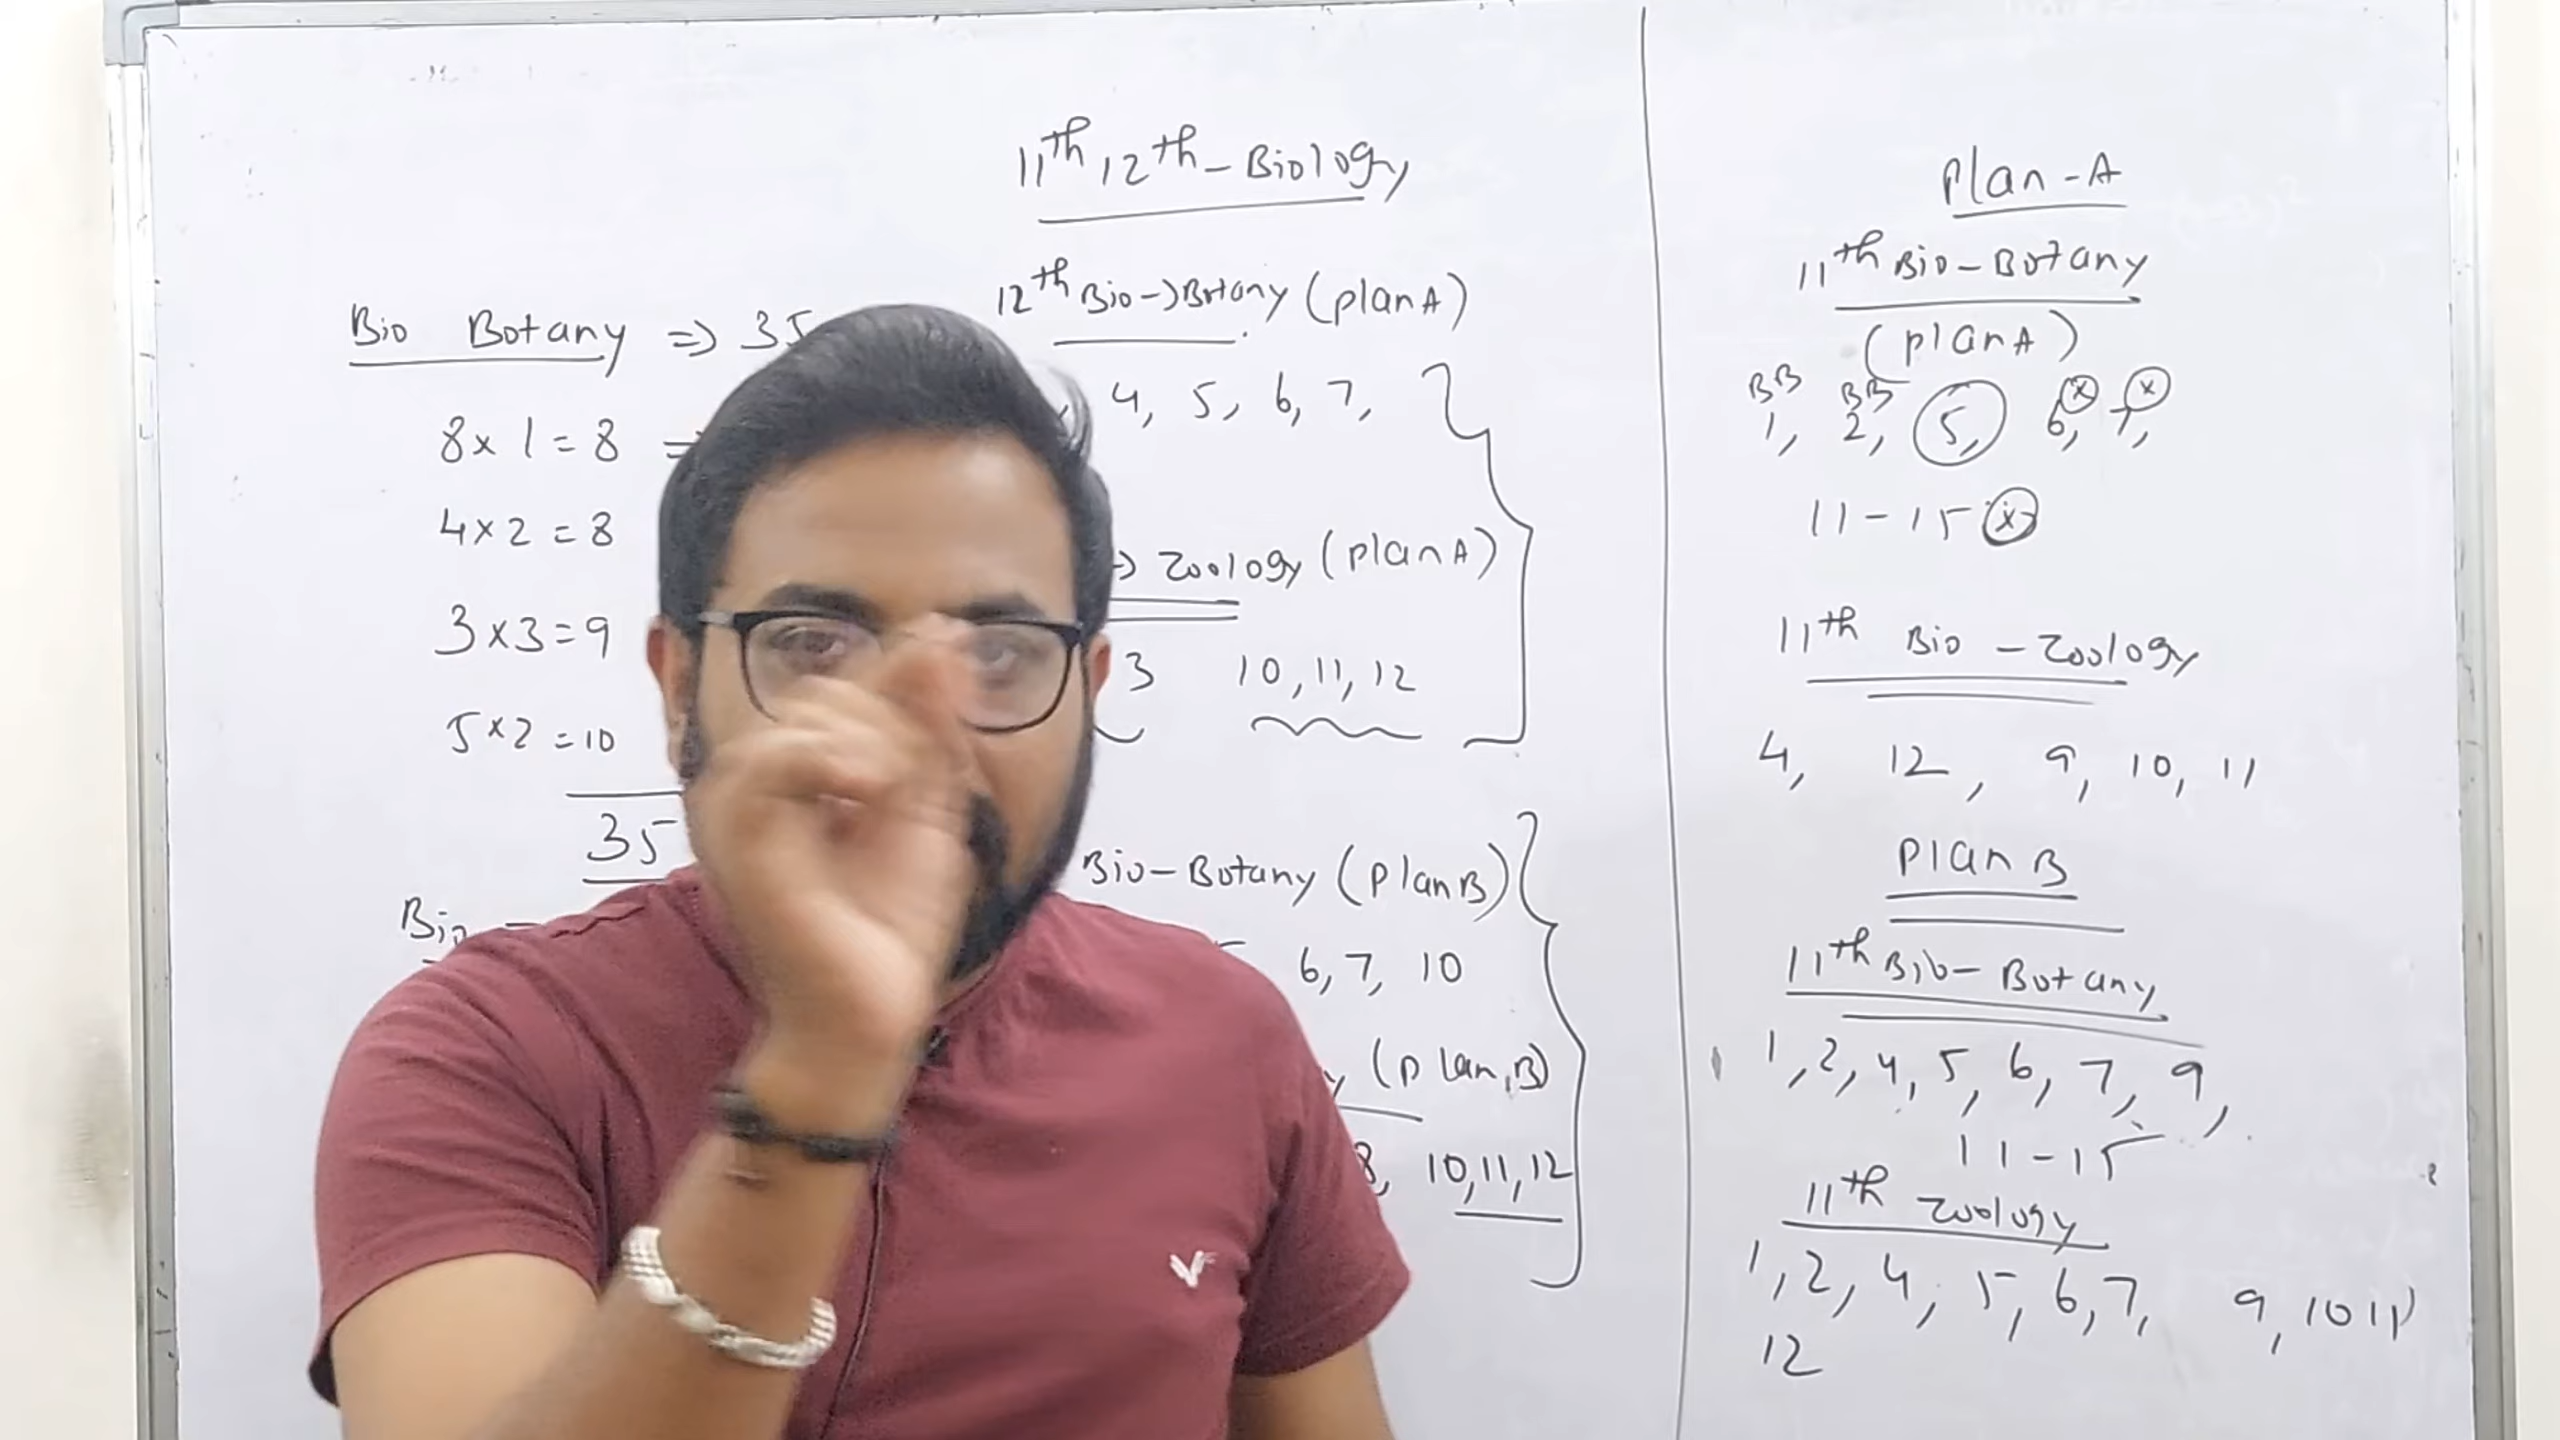 11th 12th - Biology
Bio Botany => 35
8 x 1 = 8 =
4 x 2 = 8
3 x 3 = 9
5 x 2 = 10
35
Bio -
12th Bio -> Botany (plan A)
, 4, 5, 6, 7,
-> Zoology (plan A)
3 10, 11, 12
Bio - Botany (plan B)
6, 7, 10
(plan B)
8, 10, 11, 12
Plan - A
11th Bio - Botany
(plan A)
BB BB
1, 2, 5, 6, x 7, x
11 - 15 x
11th Bio - Zoology
4, 12, 9, 10, 11
Plan B
11th Bio - Botany
1, 2, 4, 5, 6, 7, 9,
11 - 15
11th Zoology
1, 2, 4, 5, 6, 7, 9, 10 11
12